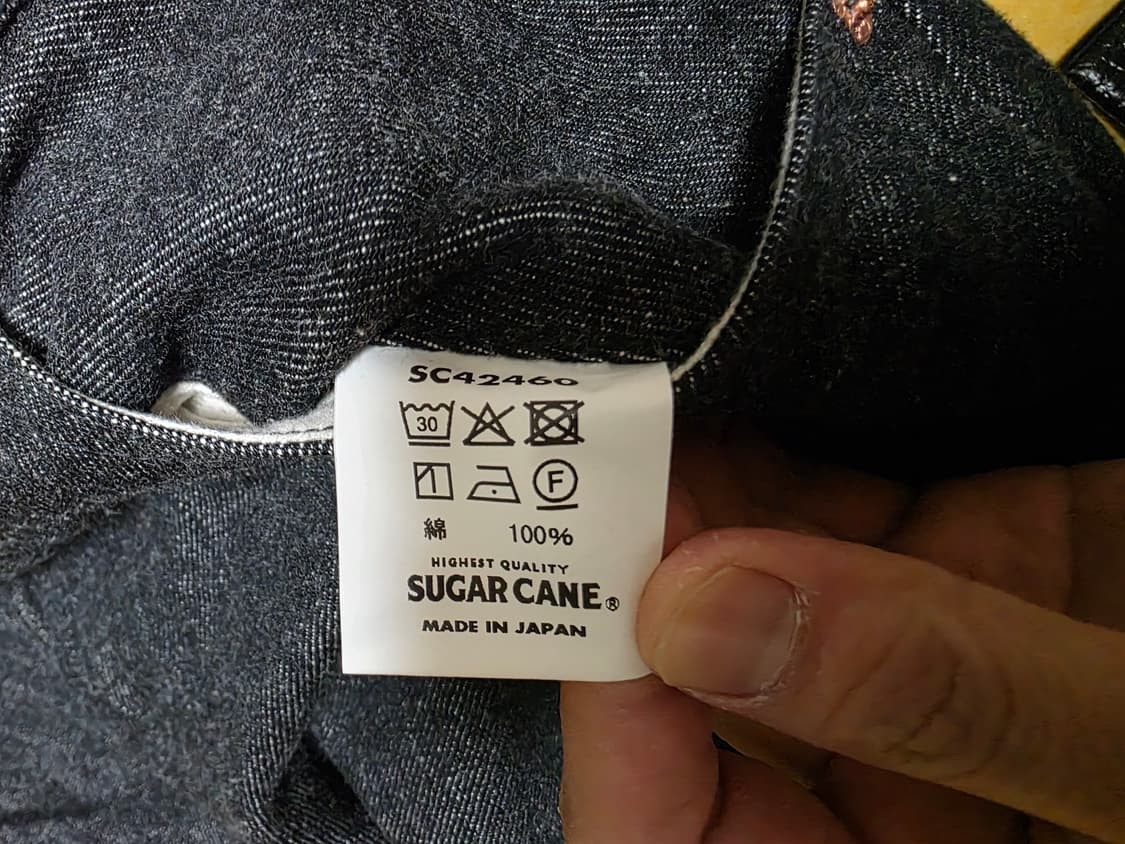 SC42460
30
F
綿 100%
HIGHEST QUALITY
SUGAR CANE®
MADE IN JAPAN